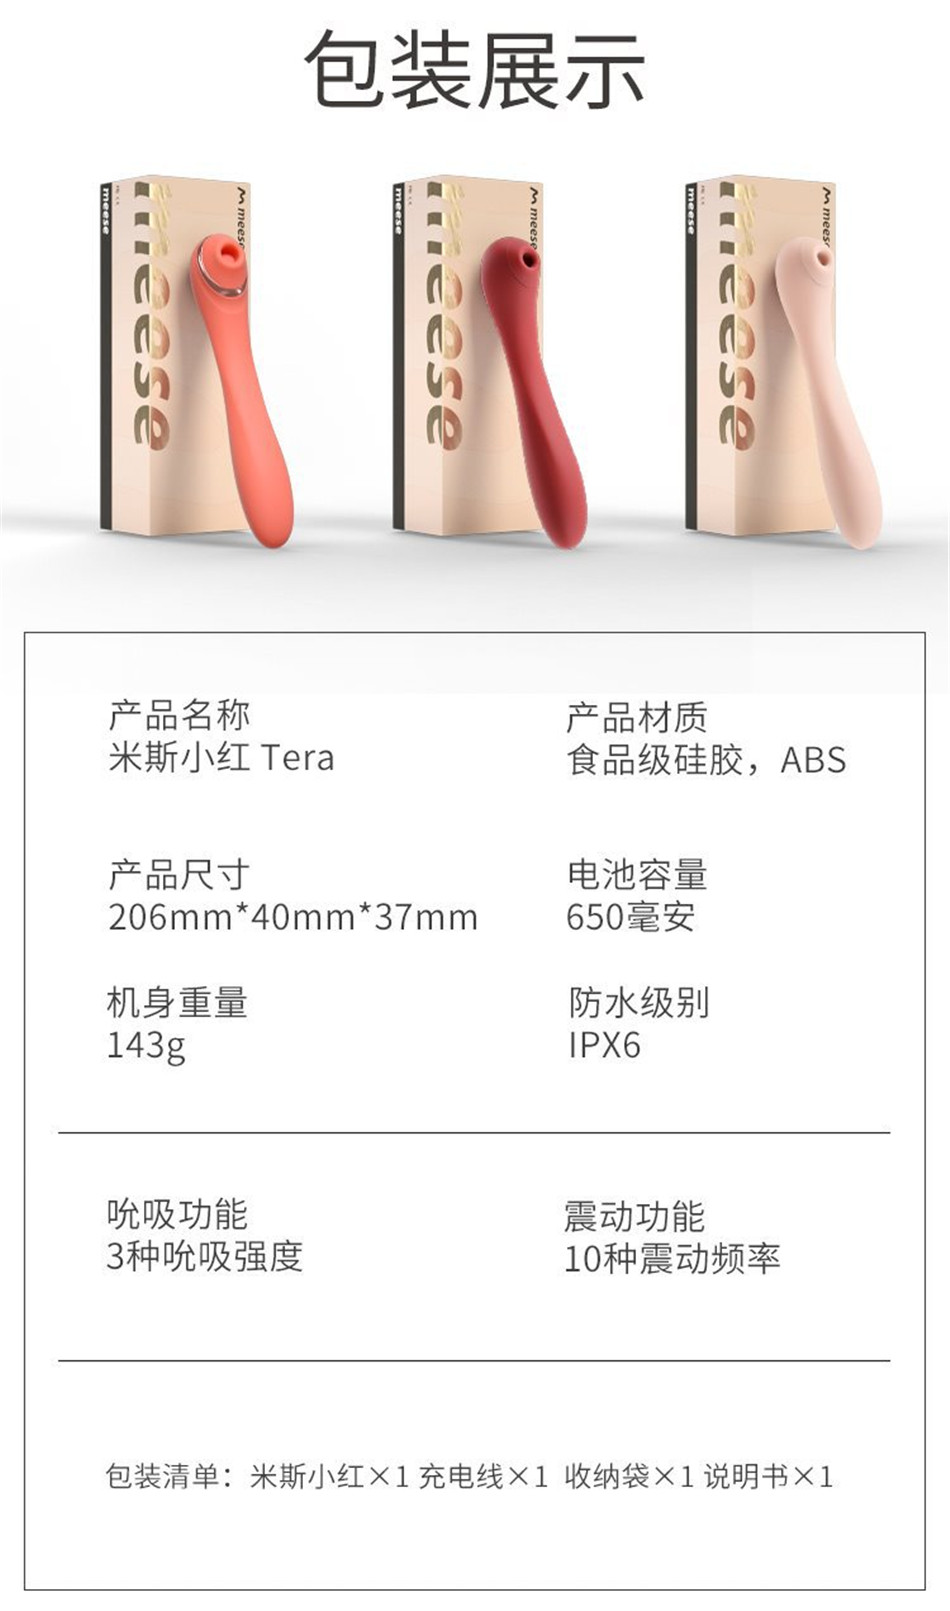 包装展示
meese
meese
meese
meese
meese
meese
meese
meese
meese
产品名称
米斯小红 Tera
产品材质
食品级硅胶，ABS
产品尺寸
206mm*40mm*37mm
电池容量
650毫安
机身重量
143g
防水级别
IPX6
吮吸功能
3种吮吸强度
震动功能
10种震动频率
包装清单：米斯小红×1 充电线×1 收纳袋×1 说明书×1